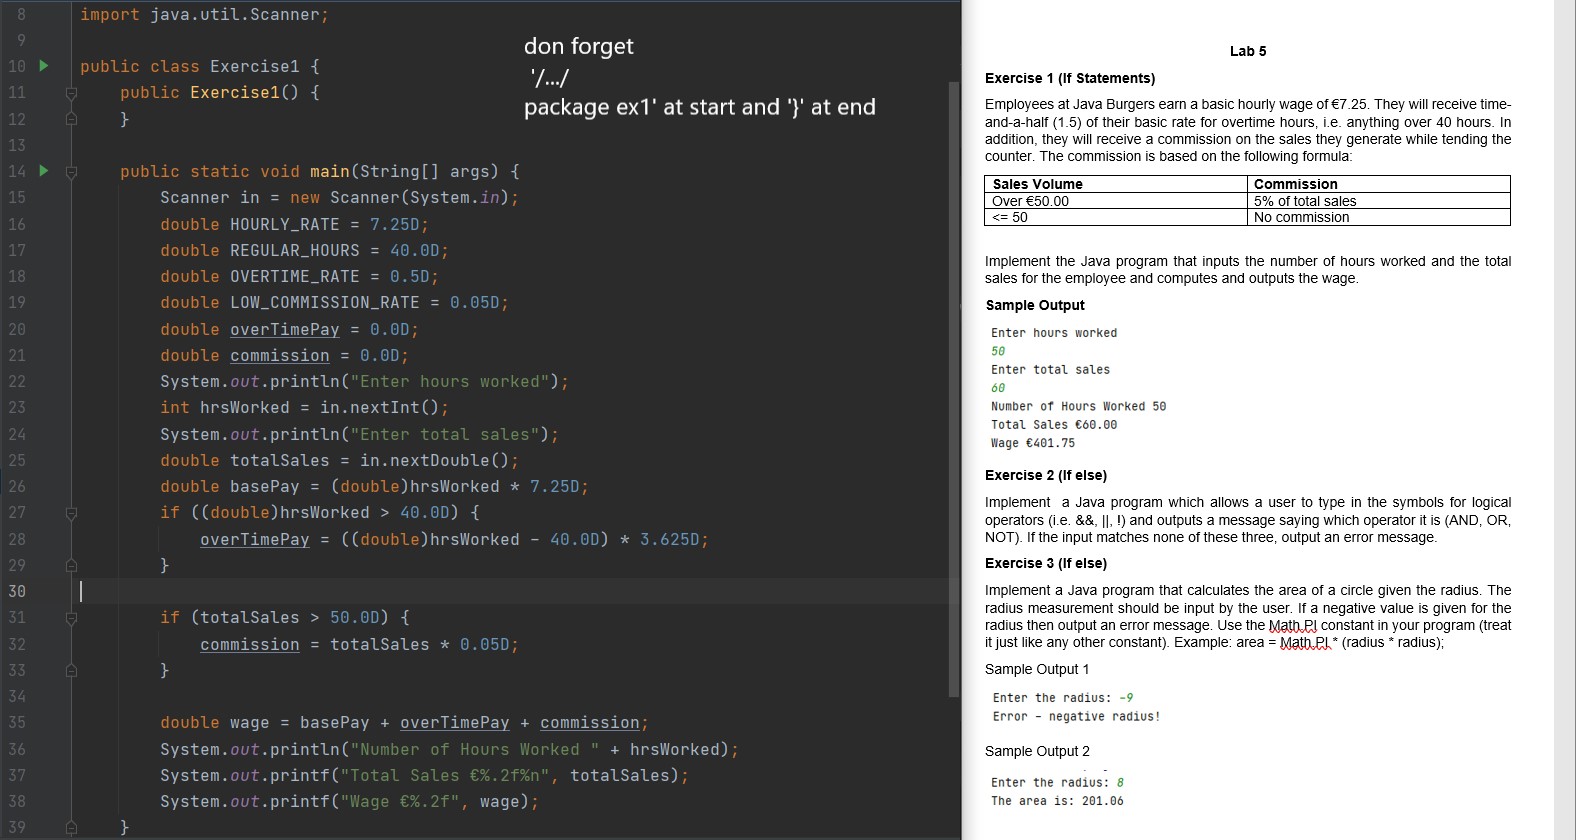 8 import java.util.Scanner;
9
10 public class Exercise1 {
11 public Exercise1() {
12 }
13
14 public static void main(String[] args) {
15 Scanner in = new Scanner(System.in);
16 double HOURLY_RATE = 7.25D;
17 double REGULAR_HOURS = 40.0D;
18 double OVERTIME_RATE = 0.5D;
19 double LOW_COMMISSION_RATE = 0.05D;
20 double overTimePay = 0.0D;
21 double commission = 0.0D;
22 System.out.println("Enter hours worked");
23 int hrsWorked = in.nextInt();
24 System.out.println("Enter total sales");
25 double totalSales = in.nextDouble();
26 double basePay = (double)hrsWorked * 7.25D;
27 if ((double)hrsWorked > 40.0D) {
28 overTimePay = ((double)hrsWorked - 40.0D) * 3.625D;
29 }
30
31 if (totalSales > 50.0D) {
32 commission = totalSales * 0.05D;
33 }
34
35 double wage = basePay + overTimePay + commission;
36 System.out.println("Number of Hours Worked " + hrsWorked);
37 System.out.printf("Total Sales €%.2f%n", totalSales);
38 System.out.printf("Wage €%.2f", wage);
39 }
don forget
'/.../
package ex1' at start and '}' at end
Lab 5
Exercise 1 (If Statements)
Employees at Java Burgers earn a basic hourly wage of €7.25. They will receive time-
and-a-half (1.5) of their basic rate for overtime hours, i.e. anything over 40 hours. In
addition, they will receive a commission on the sales they generate while tending the
counter. The commission is based on the following formula:
Sales Volume Commission
Over €50.00 5% of total sales
<= 50 No commission
Implement the Java program that inputs the number of hours worked and the total
sales for the employee and computes and outputs the wage.
Sample Output
Enter hours worked
50
Enter total sales
60
Number of Hours Worked 50
Total Sales €60.00
Wage €401.75
Exercise 2 (If else)
Implement a Java program which allows a user to type in the symbols for logical
operators (i.e. &&, ||, !) and outputs a message saying which operator it is (AND, OR,
NOT). If the input matches none of these three, output an error message.
Exercise 3 (If else)
Implement a Java program that calculates the area of a circle given the radius. The
radius measurement should be input by the user. If a negative value is given for the
radius then output an error message. Use the Math.PI constant in your program (treat
it just like any other constant). Example: area = Math.PI * (radius * radius);
Sample Output 1
Enter the radius: -9
Error - negative radius!
Sample Output 2
Enter the radius: 8
The area is: 201.06